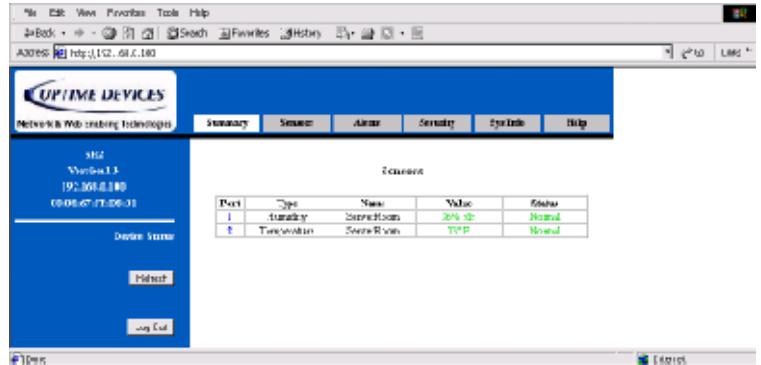 File Edit View Favorites Tools Help
Back Search Favorites History
Address http://192.168.0.100 Go Links
UPTIME DEVICES
Network & Web enabling Technologies
Summary Sensors Alarms Security SysInfo Help
Version
192.168.0.100
Device Status
Refresh
Log Out
Sensors
Port Type Name Value Status
1 Humidity ServerRoom Normal
2 Temperature ServerRoom Normal
Done Internet